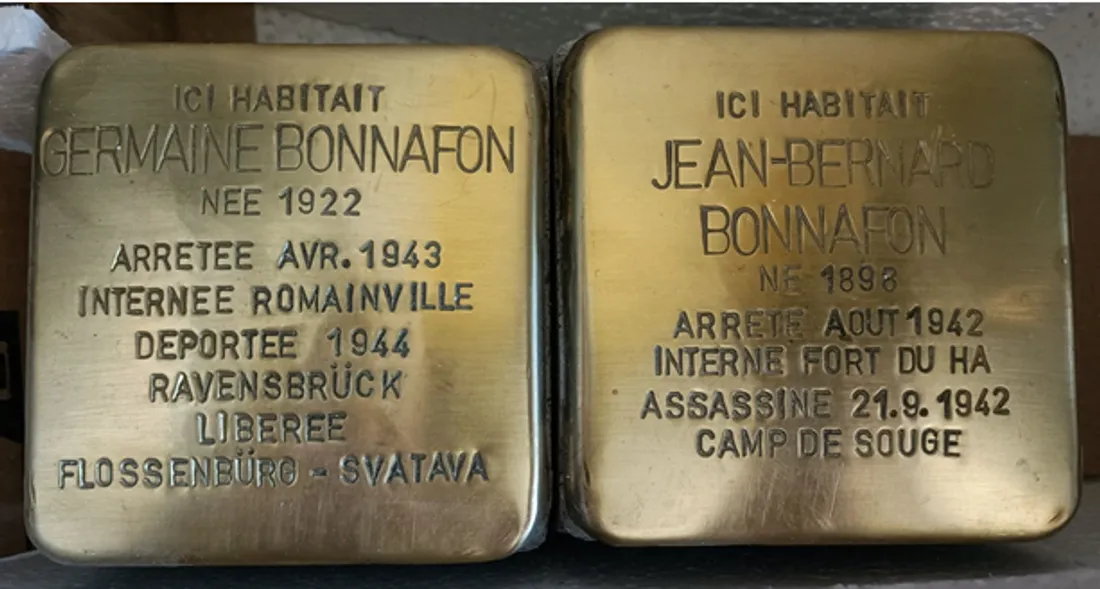 ICI HABITAIT
GERMAINE BONNAFON
NEE 1922
ARRETEE AVR. 1943
INTERNEE ROMAINVILLE
DEPORTEE 1944
RAVENSBRÜCK
LIBEREE
FLOSSENBÜRG - SVATAVA
ICI HABITAIT
JEAN-BERNARD
BONNAFON
NE 1898
ARRETE AOUT 1942
INTERNE FORT DU HA
ASSASSINE 21.9.1942
CAMP DE SOUGE